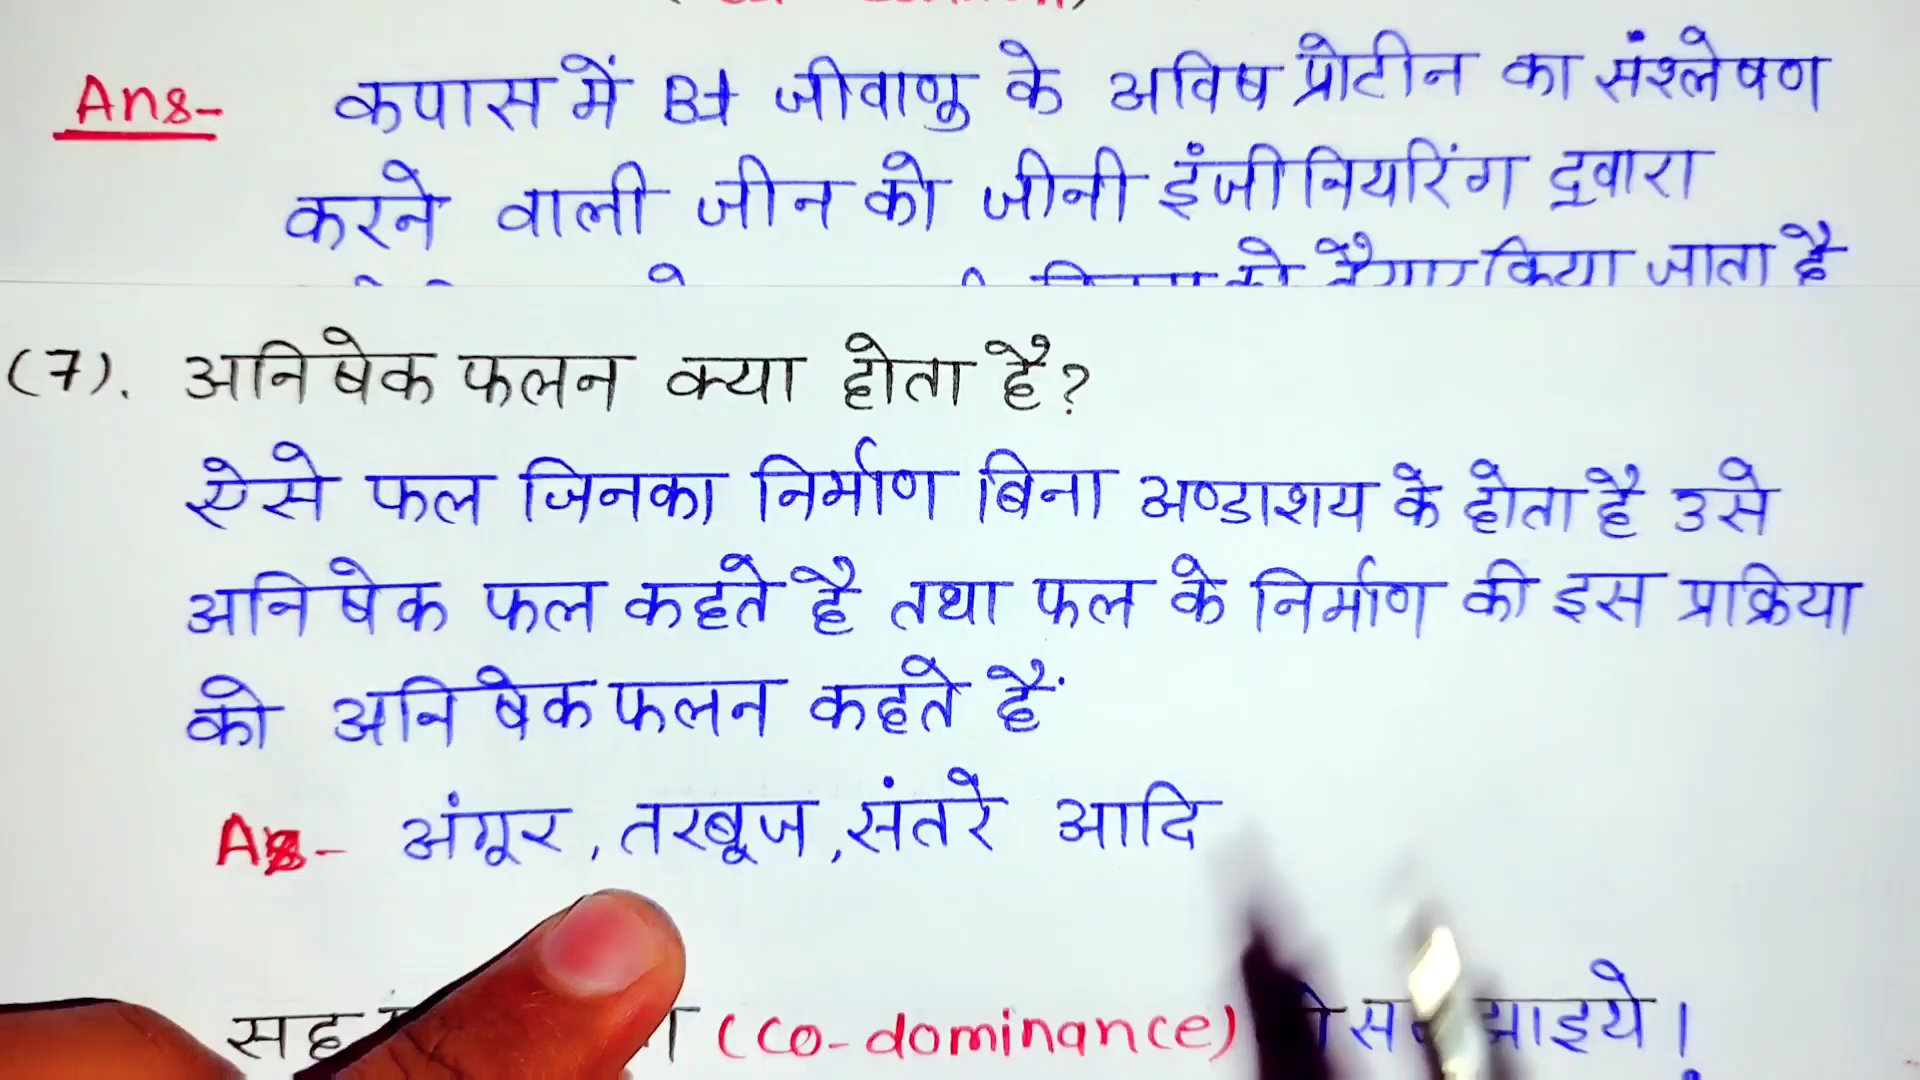 Ans- कपास में Bt जीवाणु के अविष प्रोटीन का संश्लेषण
करने वाली जीन को जीनी इंजीनियरिंग द्वारा
किया जाता है
(7). अनिषेक फलन क्या होता है?
ऐसे फल जिनका निर्माण बिना अण्डाशय के होता है उसे
अनिषेक फल कहते है तथा फल के निर्माण की इस प्रक्रिया
को अनिषेक फलन कहते हैं
अंगूर, तरबूज, संतरे आदि
सह (Co-dominance)